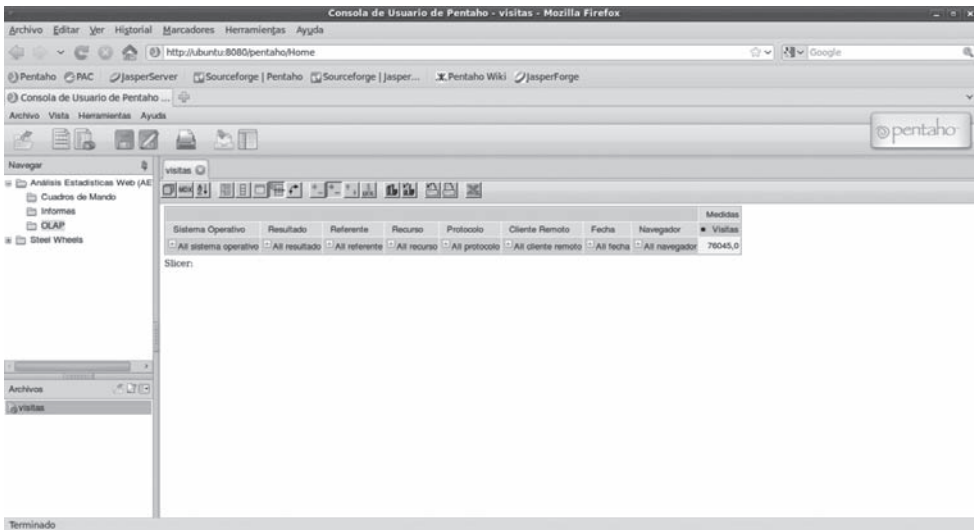 Consola de Usuario de Pentaho - visitas - Mozilla Firefox
Archivo Editar Ver Historial Marcadores Herramientas Ayuda
http://ubuntu:8080/pentaho/Home
Google
Pentaho PAC JasperServer Sourceforge | Pentaho Sourceforge | Jasper... Pentaho Wiki JasperForge
Consola de Usuario de Pentaho ...
Archivo Vista Herramientas Ayuda
pentaho
Navegar
Análisis Estadísticas Web (AE
Cuadros de Mando
Informes
OLAP
Steel Wheels
Archivos
visitas
visitas
MDX
Medidas
Sistema Operativo Resultado Referente Recurso Protocolo Cliente Remoto Fecha Navegador Visitas
All sistema operativo All resultado All referente All recurso All protocolo All cliente remoto All fecha All navegador 76045,0
Slicer:
Terminado